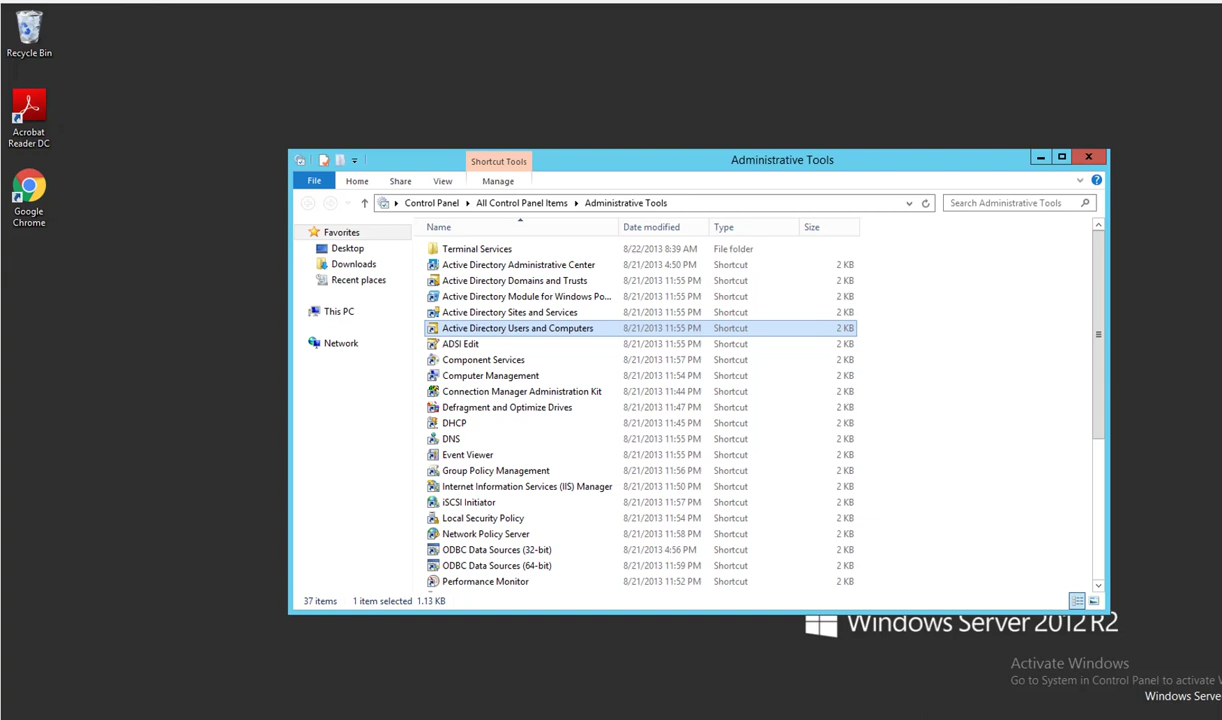 Recycle Bin
Acrobat
Reader DC
Google
Chrome
Shortcut Tools
Administrative Tools
File Home Share View Manage
Control Panel All Control Panel Items Administrative Tools Search Administrative Tools
Favorites
Desktop
Downloads
Recent places
This PC
Network
Name Date modified Type Size
Terminal Services 8/22/2013 8:39 AM File folder
Active Directory Administrative Center 8/21/2013 4:50 PM Shortcut 2 KB
Active Directory Domains and Trusts 8/21/2013 11:55 PM Shortcut 2 KB
Active Directory Module for Windows Po... 8/21/2013 11:55 PM Shortcut 2 KB
Active Directory Sites and Services 8/21/2013 11:55 PM Shortcut 2 KB
Active Directory Users and Computers 8/21/2013 11:55 PM Shortcut 2 KB
ADSI Edit 8/21/2013 11:55 PM Shortcut 2 KB
Component Services 8/21/2013 11:57 PM Shortcut 2 KB
Computer Management 8/21/2013 11:54 PM Shortcut 2 KB
Connection Manager Administration Kit 8/21/2013 11:44 PM Shortcut 2 KB
Defragment and Optimize Drives 8/21/2013 11:47 PM Shortcut 2 KB
DHCP 8/21/2013 11:45 PM Shortcut 2 KB
DNS 8/21/2013 11:55 PM Shortcut 2 KB
Event Viewer 8/21/2013 11:55 PM Shortcut 2 KB
Group Policy Management 8/21/2013 11:56 PM Shortcut 2 KB
Internet Information Services (IIS) Manager 8/21/2013 11:50 PM Shortcut 2 KB
iSCSI Initiator 8/21/2013 11:57 PM Shortcut 2 KB
Local Security Policy 8/21/2013 11:54 PM Shortcut 2 KB
Network Policy Server 8/21/2013 11:58 PM Shortcut 2 KB
ODBC Data Sources (32-bit) 8/21/2013 4:56 PM Shortcut 2 KB
ODBC Data Sources (64-bit) 8/21/2013 11:59 PM Shortcut 2 KB
Performance Monitor 8/21/2013 11:52 PM Shortcut 2 KB
37 items 1 item selected 1.13 KB
Windows Server 2012 R2
Activate Windows
Go to System in Control Panel to activate W
Windows Serve